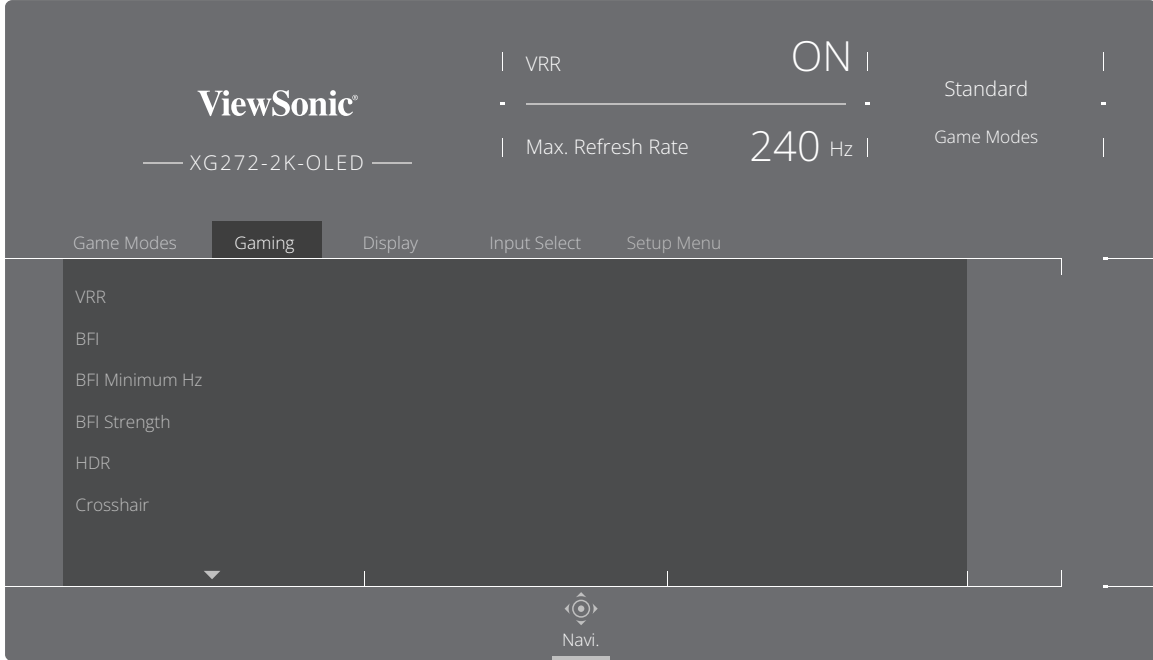 ViewSonic®
XG272-2K-OLED
VRR ON
Max. Refresh Rate 240 Hz
Standard
Game Modes
Game Modes Gaming Display Input Select Setup Menu
VRR
BFI
BFI Minimum Hz
BFI Strength
HDR
Crosshair
Navi.